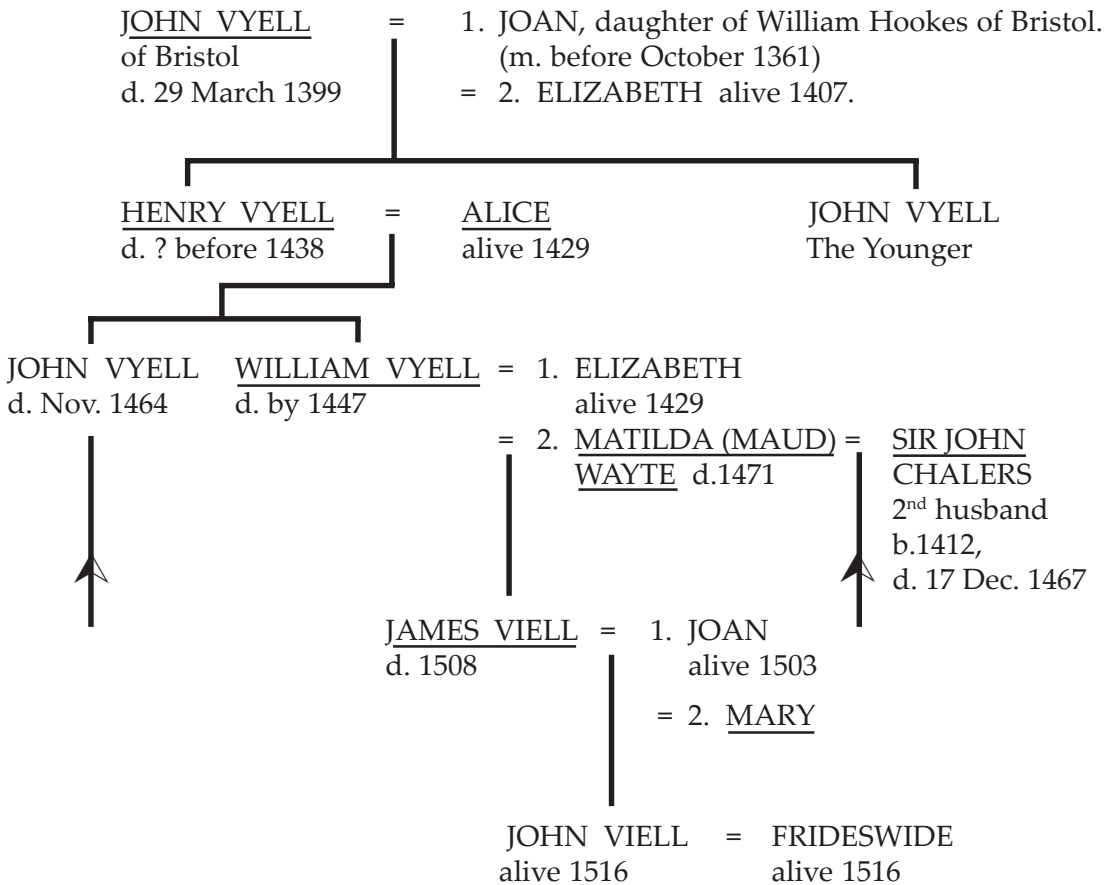 JOHN VYELL = 1. JOAN, daughter of William Hookes of Bristol.
of Bristol (m. before October 1361)
d. 29 March 1399 = 2. ELIZABETH alive 1407.
HENRY VYELL = ALICE JOHN VYELL
d. ? before 1438 alive 1429 The Younger
JOHN VYELL WILLIAM VYELL = 1. ELIZABETH
d. Nov. 1464 d. by 1447 alive 1429
= 2. MATILDA (MAUD) = SIR JOHN
WAYTE d.1471 CHALERS
2nd husband
b.1412,
d. 17 Dec. 1467
JAMES VIELL = 1. JOAN
d. 1508 alive 1503
= 2. MARY
JOHN VIELL = FRIDESWIDE
alive 1516 alive 1516